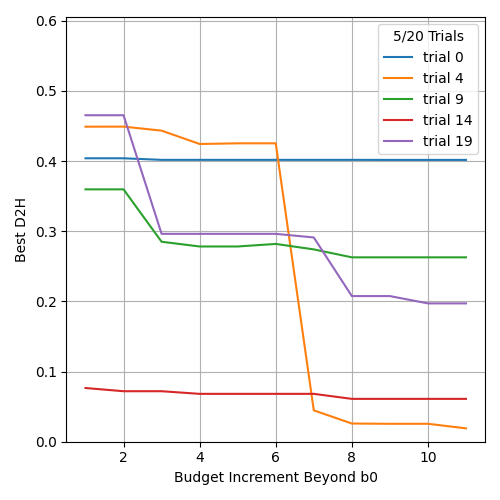 5/20 Trials
trial 0
trial 4
trial 9
trial 14
trial 19
0.6
0.5
0.4
0.3
0.2
0.1
0.0
Best D2H
2 4 6 8 10
Budget Increment Beyond b0